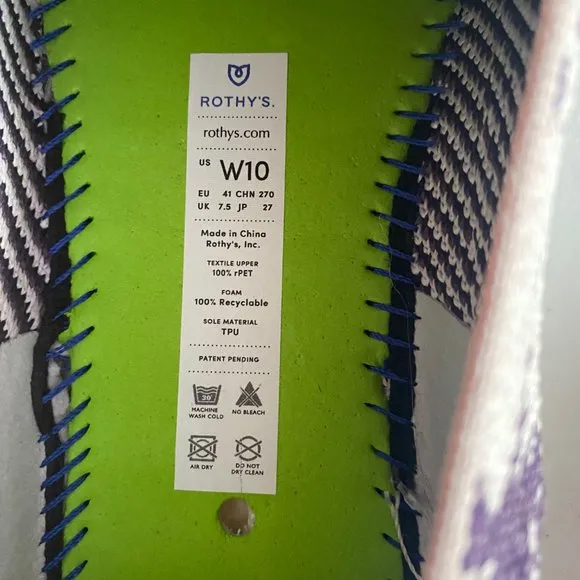 ROTHY'S.
rothys.com
US W10
EU 41 CHN 270
UK 7.5 JP 27
Made in China
Rothy's, Inc.
TEXTILE UPPER
100% rPET
FOAM
100% Recyclable
SOLE MATERIAL
TPU
PATENT PENDING
30°
MACHINE WASH COLD
NO BLEACH
AIR DRY
DO NOT DRY CLEAN